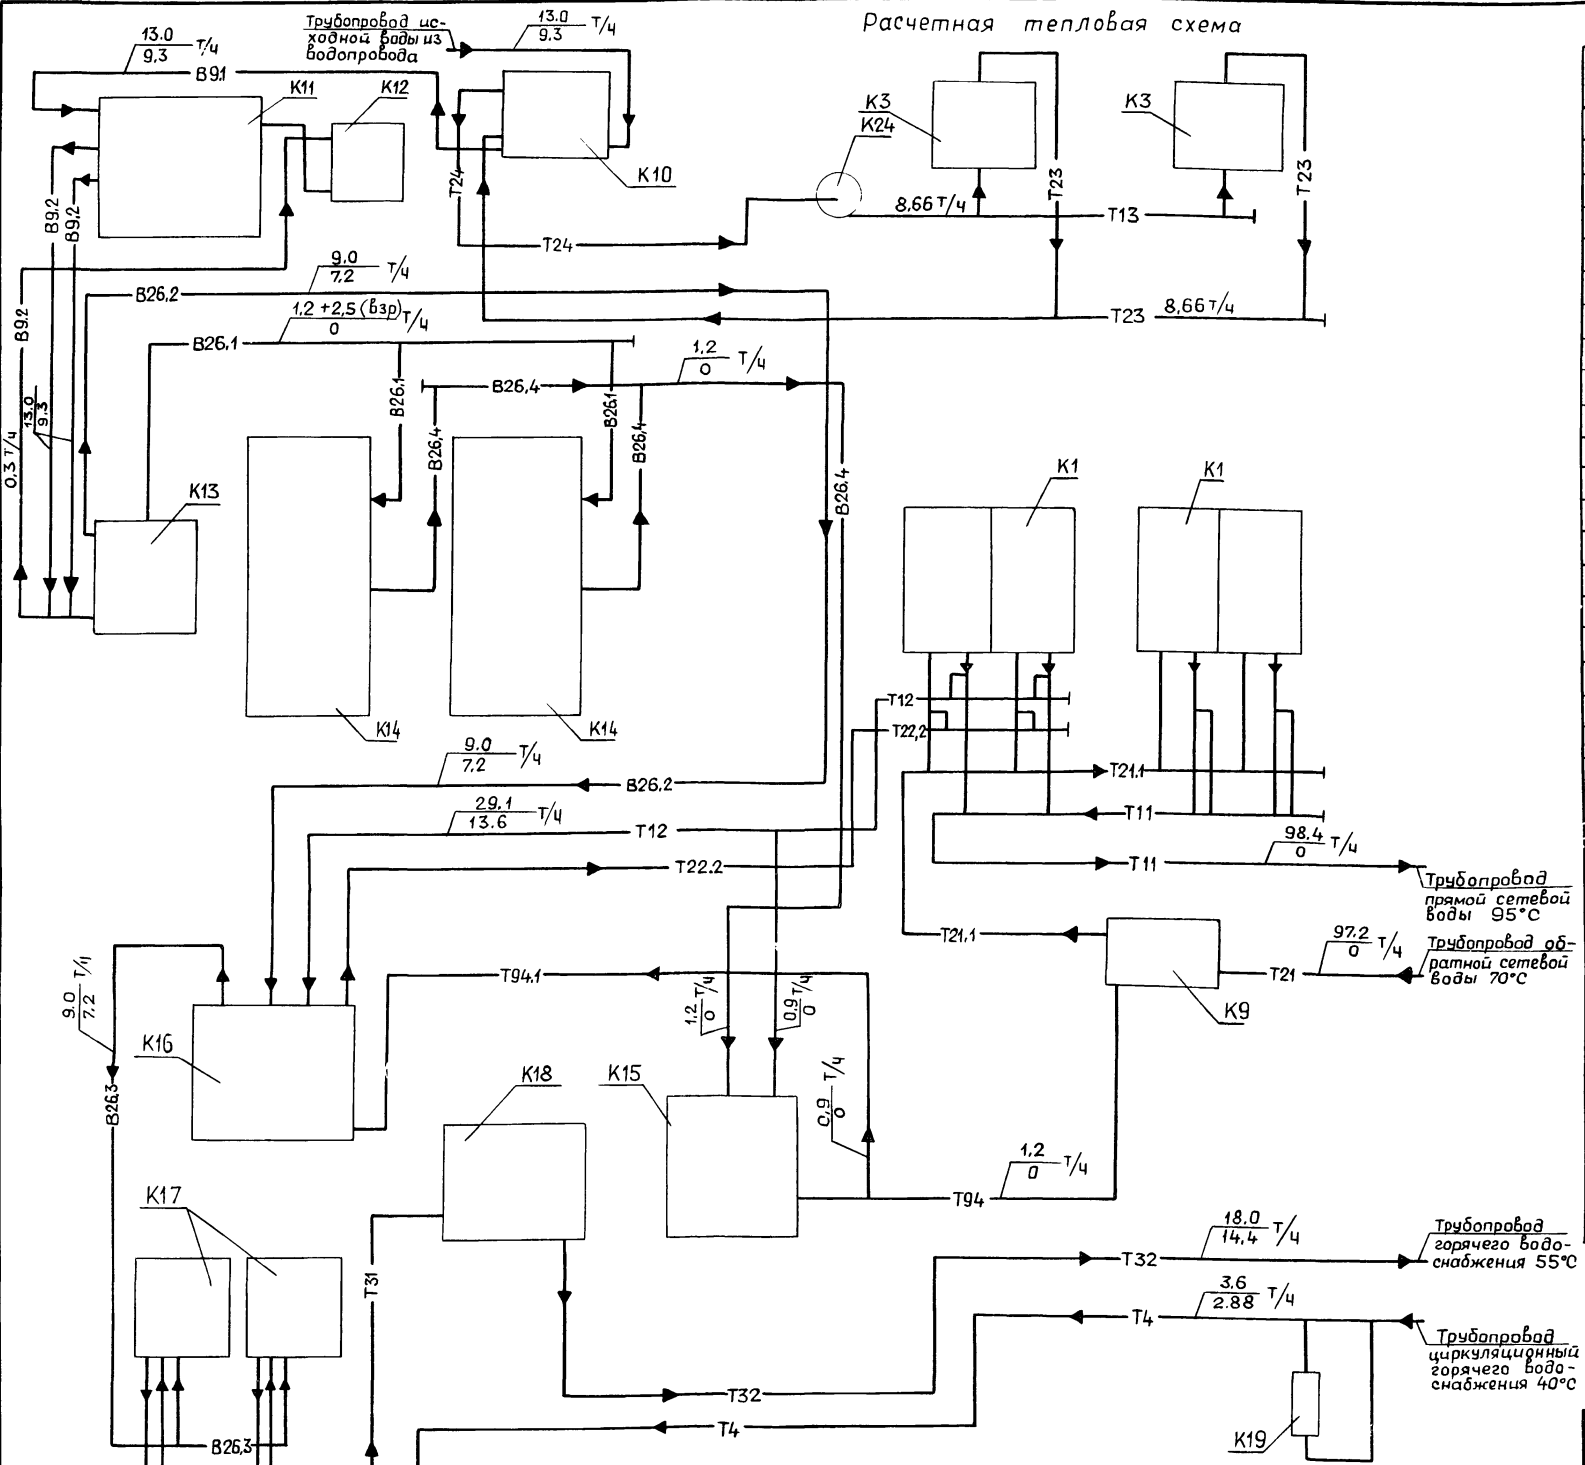 Расчетная тепловая схема
Трубопровод ис-
ходной воды из
водопровода
13.0
9.3
т/ч
13.0
9,3
т/ч
В9.1
К11
К12
К10
К3
К24
К3
Т24
Т23
Т23
8,66 т/ч
Т13
Т24
В9.2
В9.2
9.0
7.2
т/ч
В26,2
1,2 +2,5 (взр)
0
т/ч
В26,1
Т23
8,66 т/ч
В9.2
1,2
0
т/ч
В26,4
В26.1
В26.1
В26,4
В26,4
В26.4
13.0
9.3
0,3 т/ч
К13
К1
К1
К14
К14
Т12
Т22,2
9.0
7.2
т/ч
В26,2
Т21.1
29,1
13.6
т/ч
Т12
Т11
Т22.2
98.4
0
т/ч
Т11
Трубопровод
прямой сетевой
воды 95°С
Т21,1
97.2
0
т/ч
Т21
Трубопровод об-
ратной сетевой
воды 70°С
К9
9.0
7.2
т/ч
Т94,1
1,2
0
т/ч
0,9
0
т/ч
К16
К18
К15
0,9
0
т/ч
В26,3
1,2
0
т/ч
Т94
К17
18.0
14,4
т/ч
Т32
Трубопровод
горячего водо-
снабжения 55°С
Т31
3.6
2.88
т/ч
Т4
Трубопровод
циркуляционный
горячего водо-
снабжения 40°С
Т32
Т4
К19
В26,3